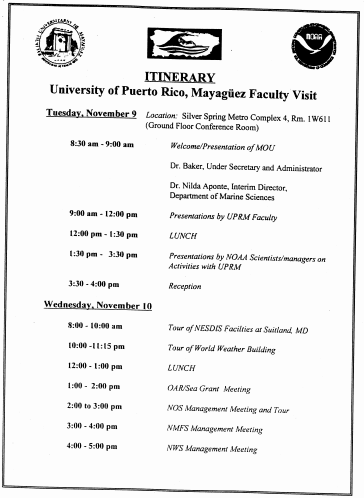 NOAA
ITINERARY
University of Puerto Rico, Mayagüez Faculty Visit
Tuesday, November 9 Location: Silver Spring Metro Complex 4, Rm. 1W611
(Ground Floor Conference Room)
8:30 am - 9:00 am Welcome/Presentation of MOU
Dr. Baker, Under Secretary and Administrator
Dr. Nilda Aponte, Interim Director,
Department of Marine Sciences
9:00 am - 12:00 pm Presentations by UPRM Faculty
12:00 pm - 1:30 pm LUNCH
1:30 pm - 3:30 pm Presentations by NOAA Scientists/managers on
Activities with UPRM
3:30 - 4:00 pm Reception
Wednesday, November 10
8:00 - 10:00 am Tour of NESDIS Facilties at Suitland, MD
10:00 -11:15 pm Tour of World Weather Building
12:00 - 1:00 pm LUNCH
1:00 - 2:00 pm OAR/Sea Grant Meeting
2:00 to 3:00 pm NOS Management Meeting and Tour
3:00 - 4:00 pm NMFS Management Meeting
4:00 - 5:00 pm NWS Management Meeting